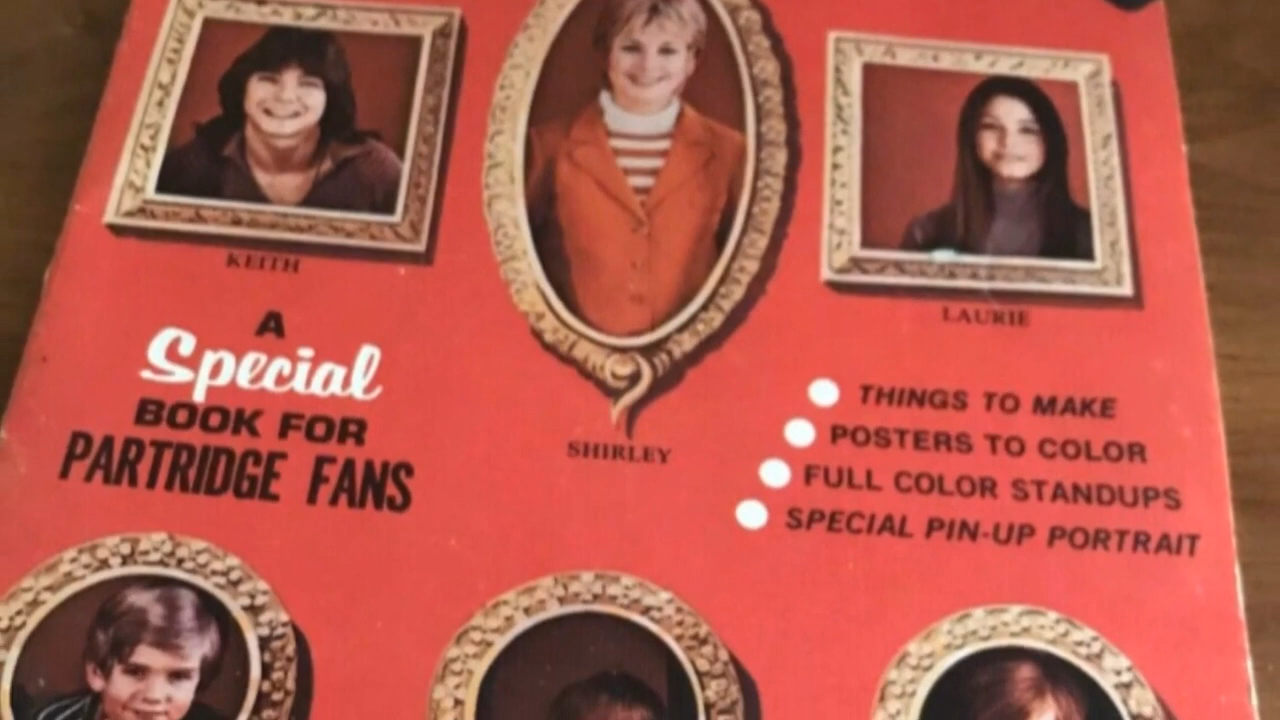 KEITH
LAURIE
SHIRLEY
A
Special
BOOK FOR
PARTRIDGE FANS
THINGS TO MAKE
POSTERS TO COLOR
FULL COLOR STANDUPS
SPECIAL PIN-UP PORTRAIT